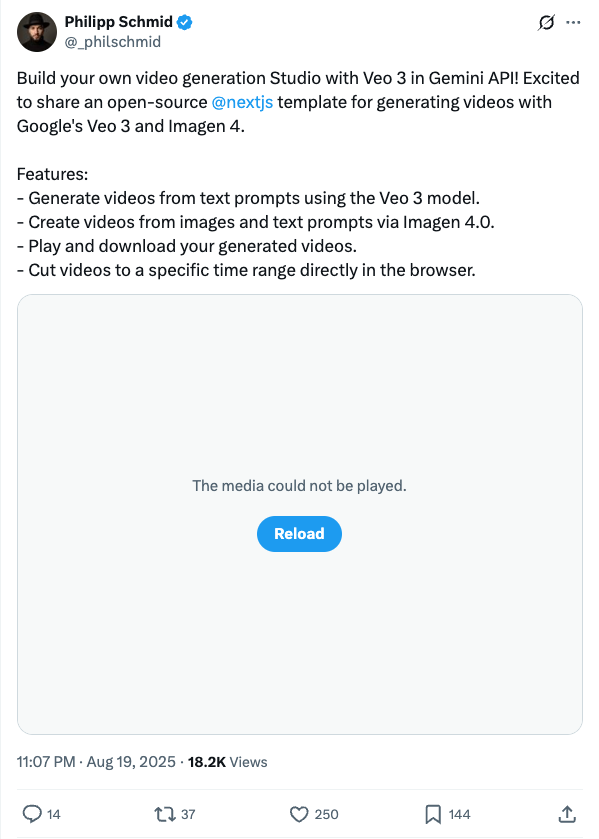 Philipp Schmid
@_philschmid
Build your own video generation Studio with Veo 3 in Gemini API! Excited
to share an open-source @nextjs template for generating videos with
Google's Veo 3 and Imagen 4.
Features:
- Generate videos from text prompts using the Veo 3 model.
- Create videos from images and text prompts via Imagen 4.0.
- Play and download your generated videos.
- Cut videos to a specific time range directly in the browser.
The media could not be played.
Reload
11:07 PM · Aug 19, 2025 · 18.2K Views
14 37 250 144